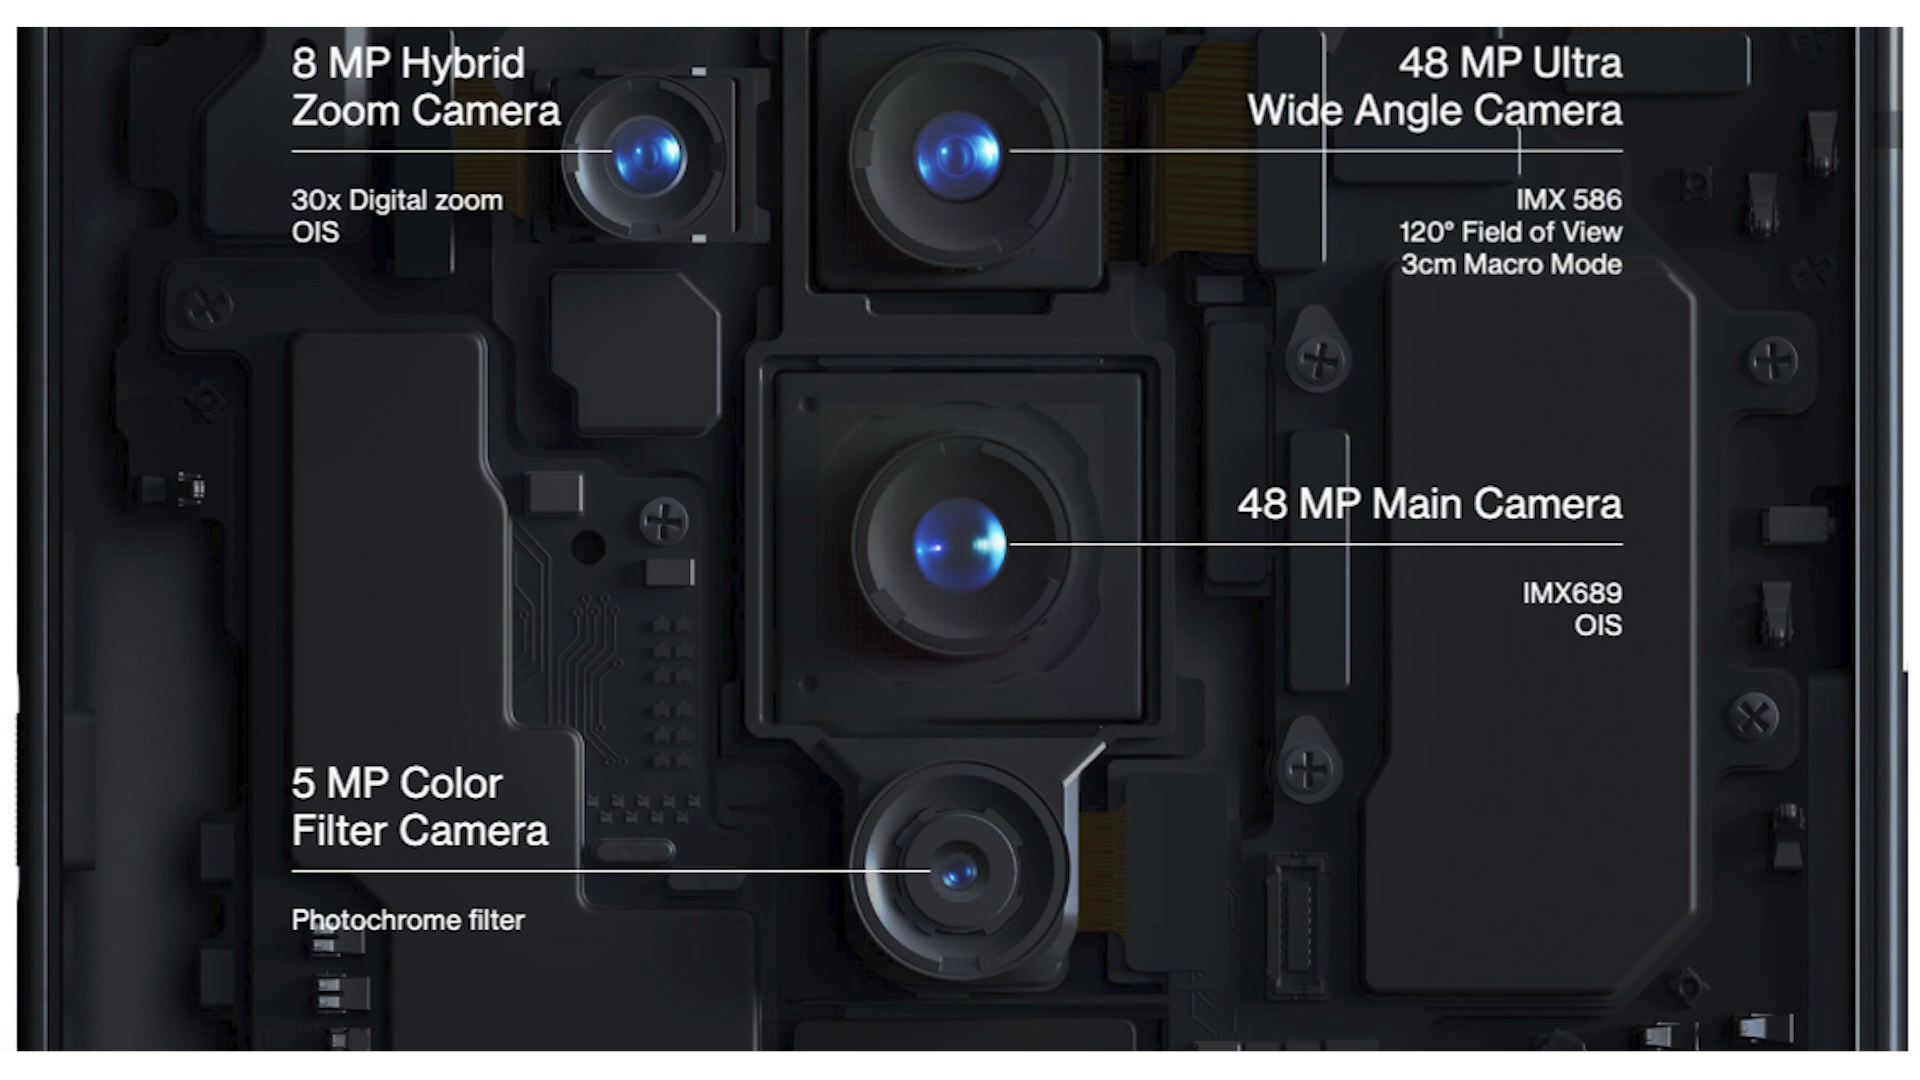 8 MP Hybrid
Zoom Camera
30x Digital zoom
OIS
48 MP Ultra
Wide Angle Camera
IMX 586
120° Field of View
3cm Macro Mode
48 MP Main Camera
IMX689
OIS
5 MP Color
Filter Camera
Photochrome filter